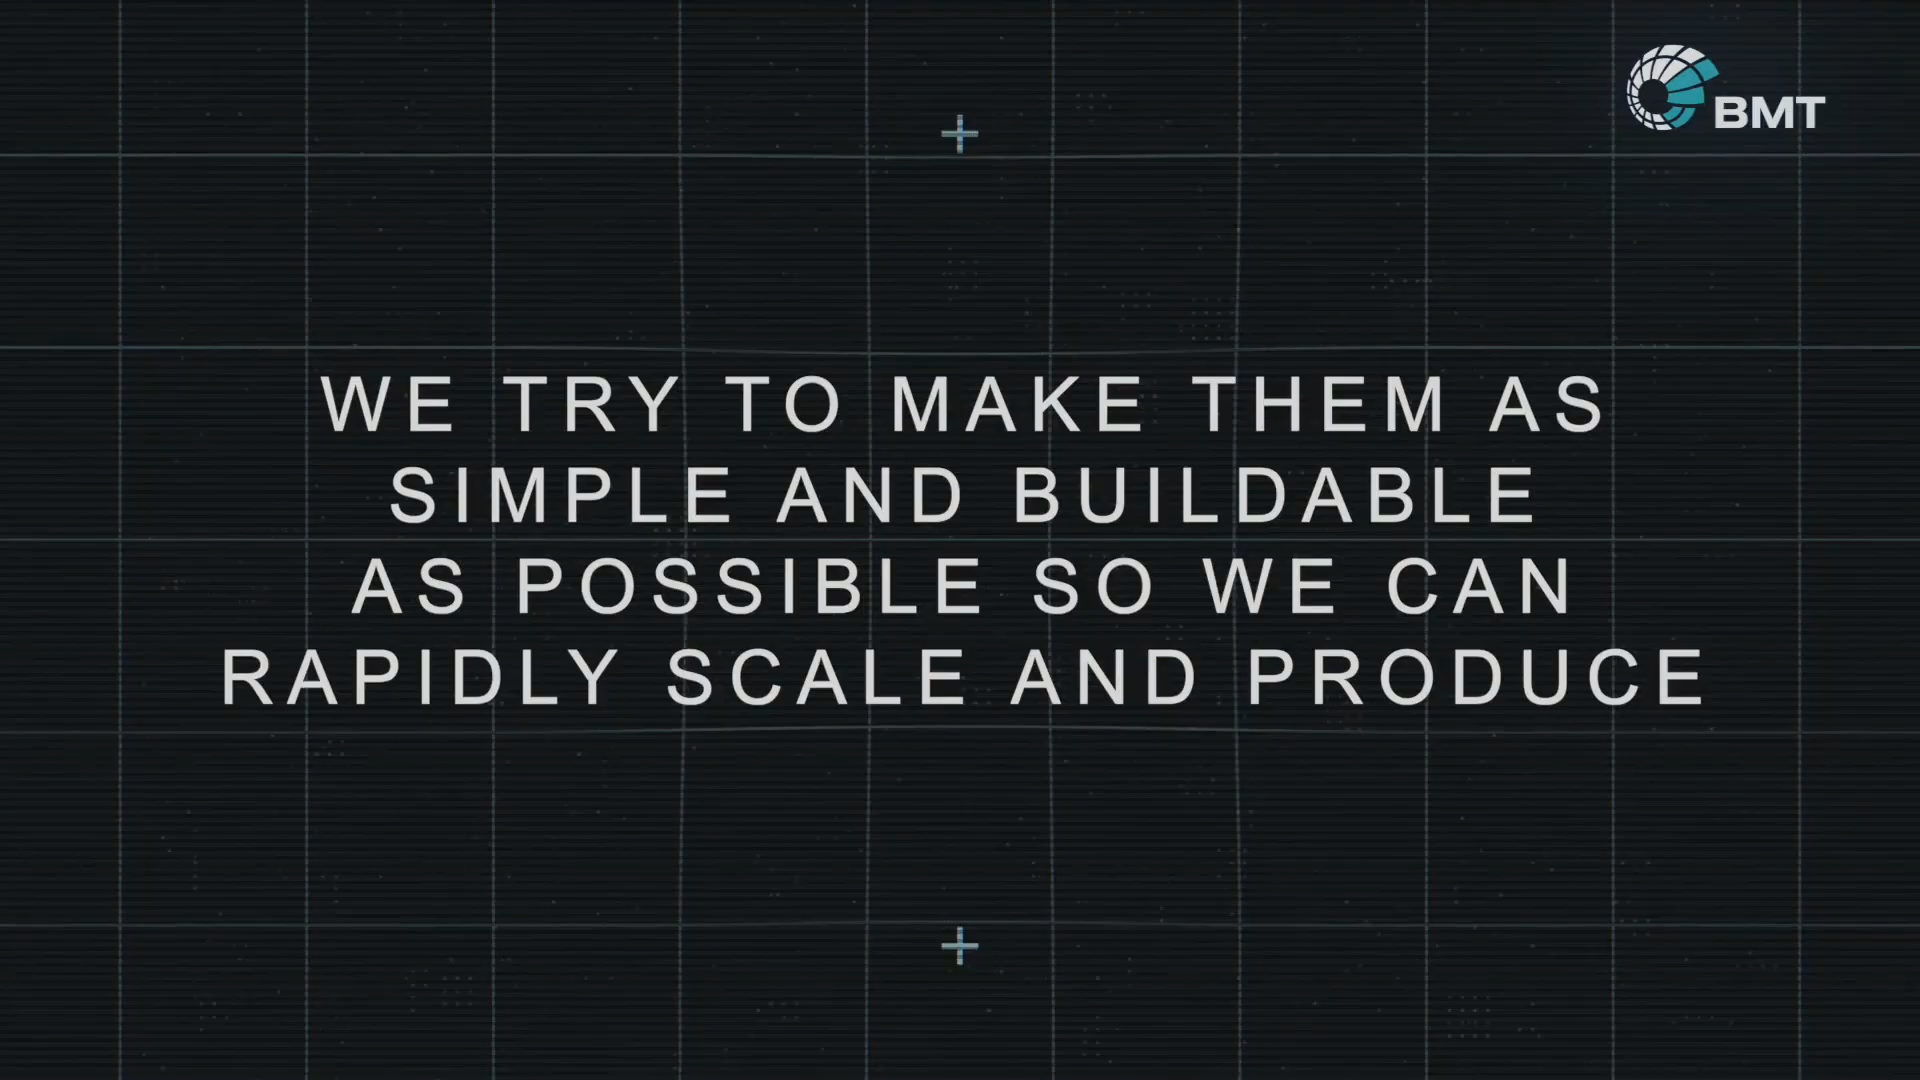 BMT
WE TRY TO MAKE THEM AS
SIMPLE AND BUILDABLE
AS POSSIBLE SO WE CAN
RAPIDLY SCALE AND PRODUCE